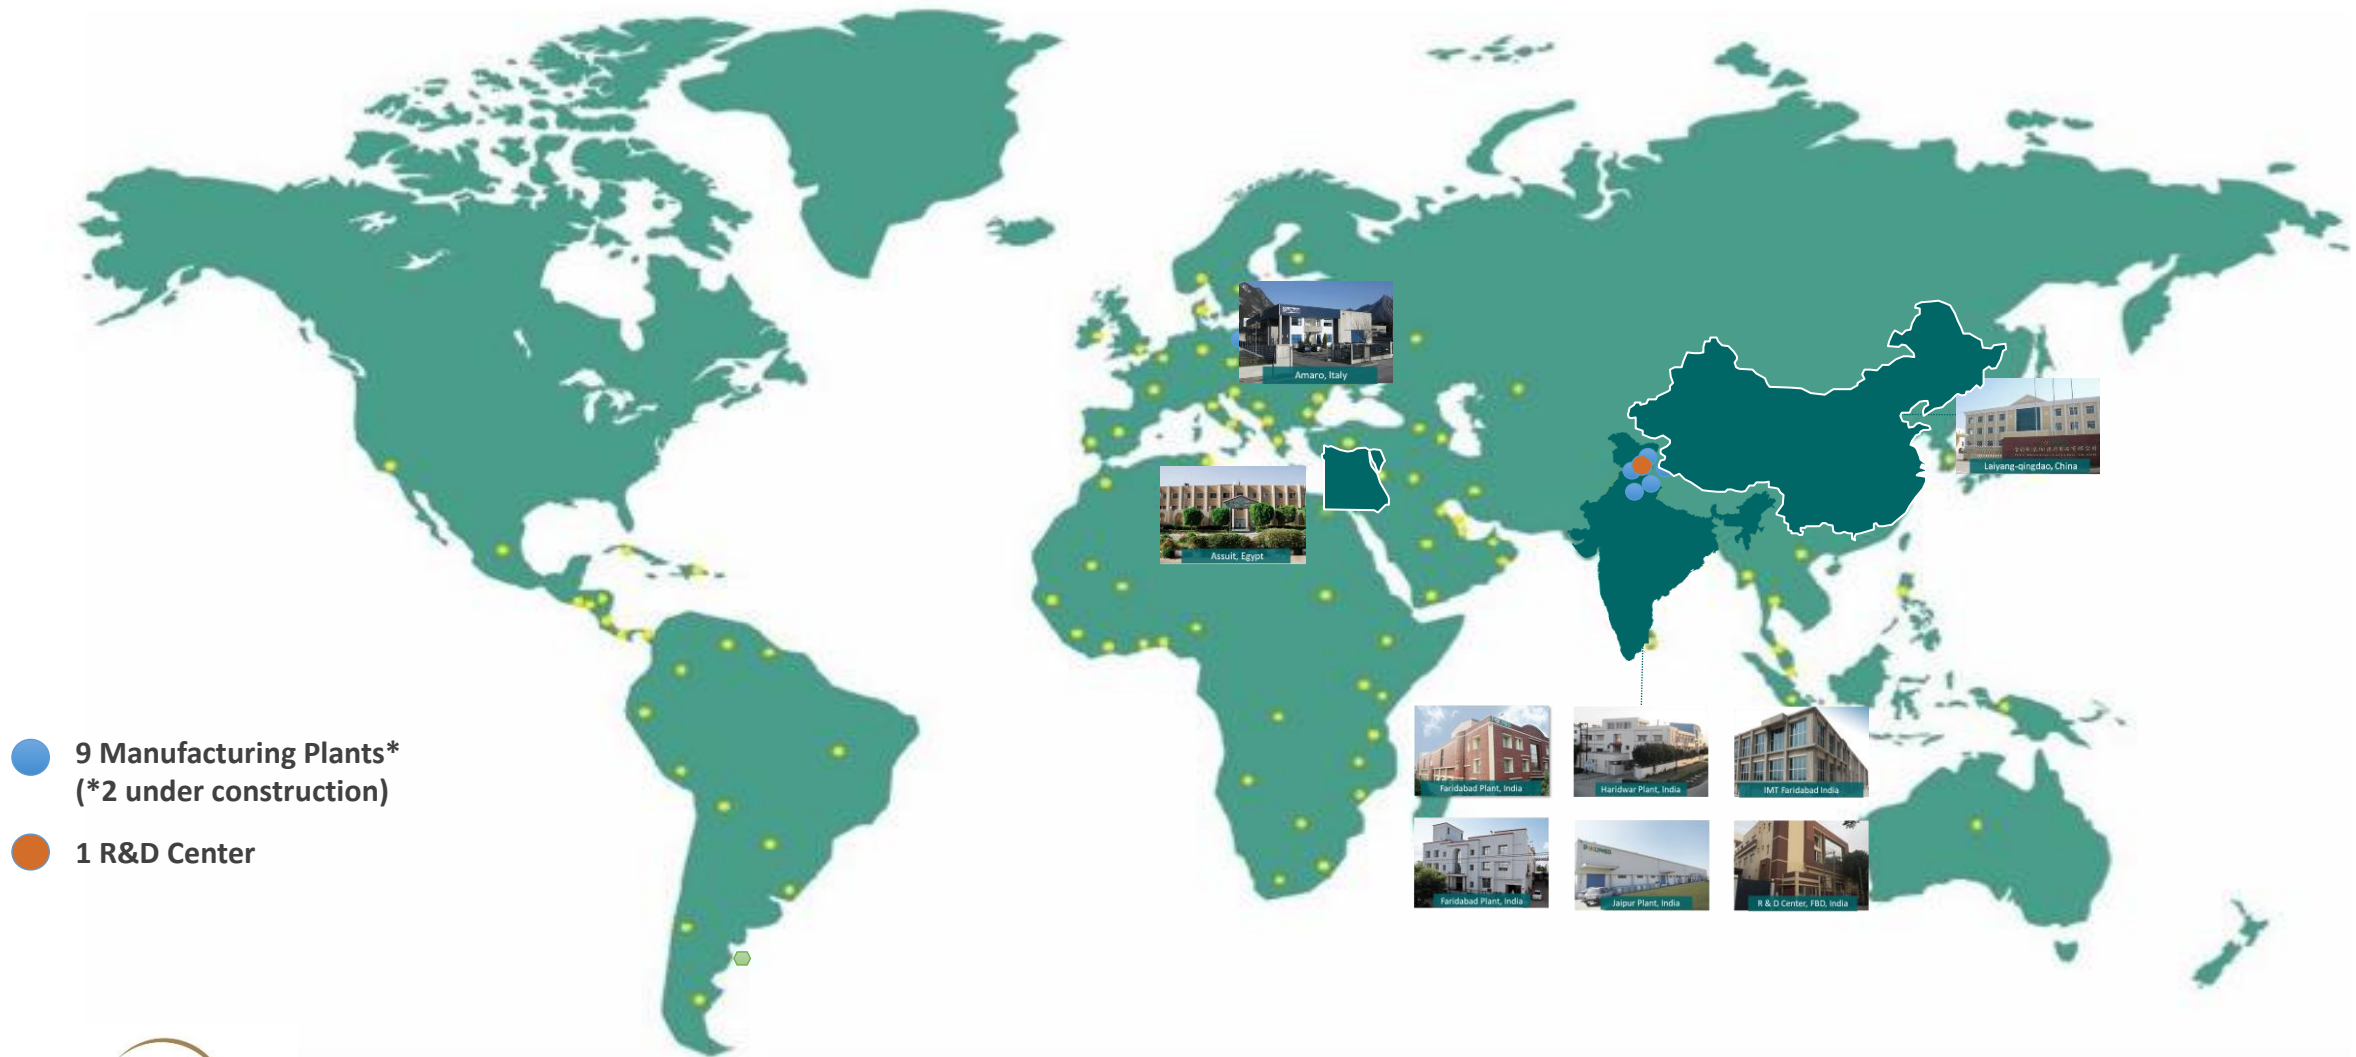 Amaro, Italy
Laiyang-qingdao, China
Assuit, Egypt
Faridabad Plant, India
Haridwar Plant, India
IMT Faridabad India
Faridabad Plant, India
Jaipur Plant, India
R & D Center, FBD, India
9 Manufacturing Plants*
(*2 under construction)
1 R&D Center